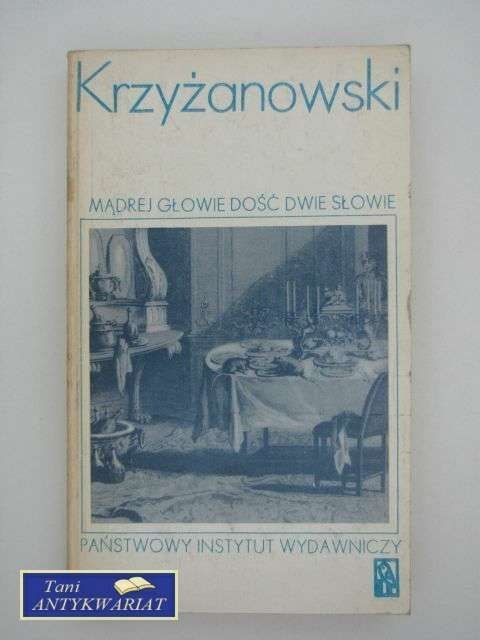 Krzyżanowski
MĄDREJ GŁOWIE DOŚĆ DWIE SŁOWIE
PAŃSTWOWY INSTYTUT WYDAWNICZY
Tani
ANTYKWARIAT